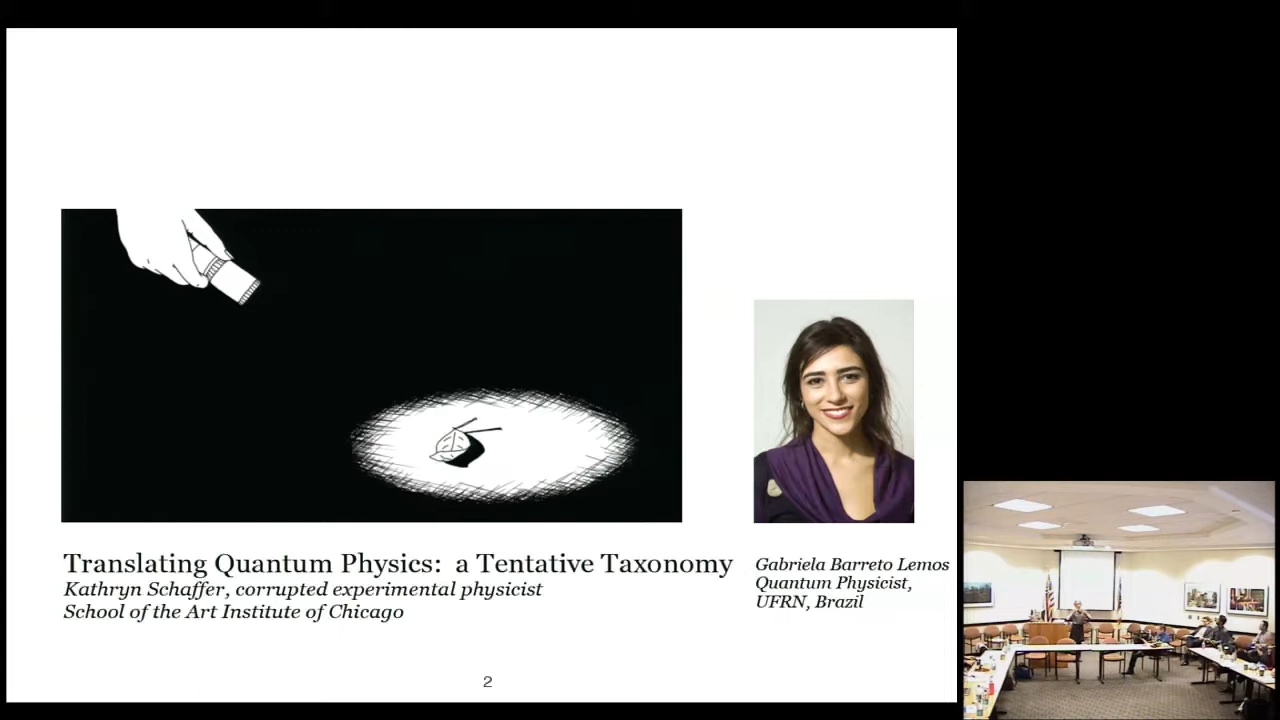 Translating Quantum Physics:  a Tentative Taxonomy
Kathryn Schaffer, corrupted experimental physicist
School of the Art Institute of Chicago
Gabriela Barreto Lemos
Quantum Physicist,
UFRN, Brazil
2